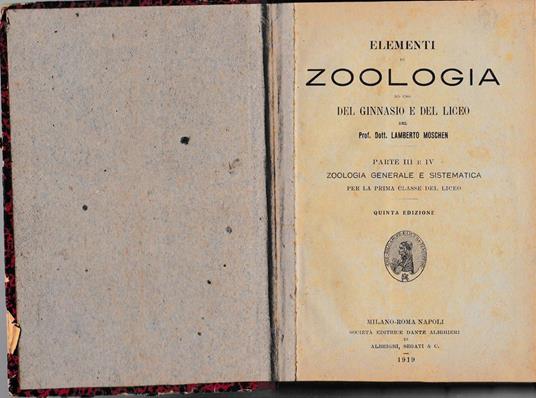 ELEMENTI
DI
ZOOLOGIA
AD USO
DEL GINNASIO E DEL LICEO
DEL
Prof. Dott. LAMBERTO MOSCHEN
PARTE III E IV
ZOOLOGIA GENERALE E SISTEMATICA
PER LA PRIMA CLASSE DEL LICEO
QUINTA EDIZIONE
MILANO-ROMA NAPOLI
SOCIETÀ EDITRICE DANTE ALIGHIERI
DI
ALBRIGHI, SEGATI & C.
1919